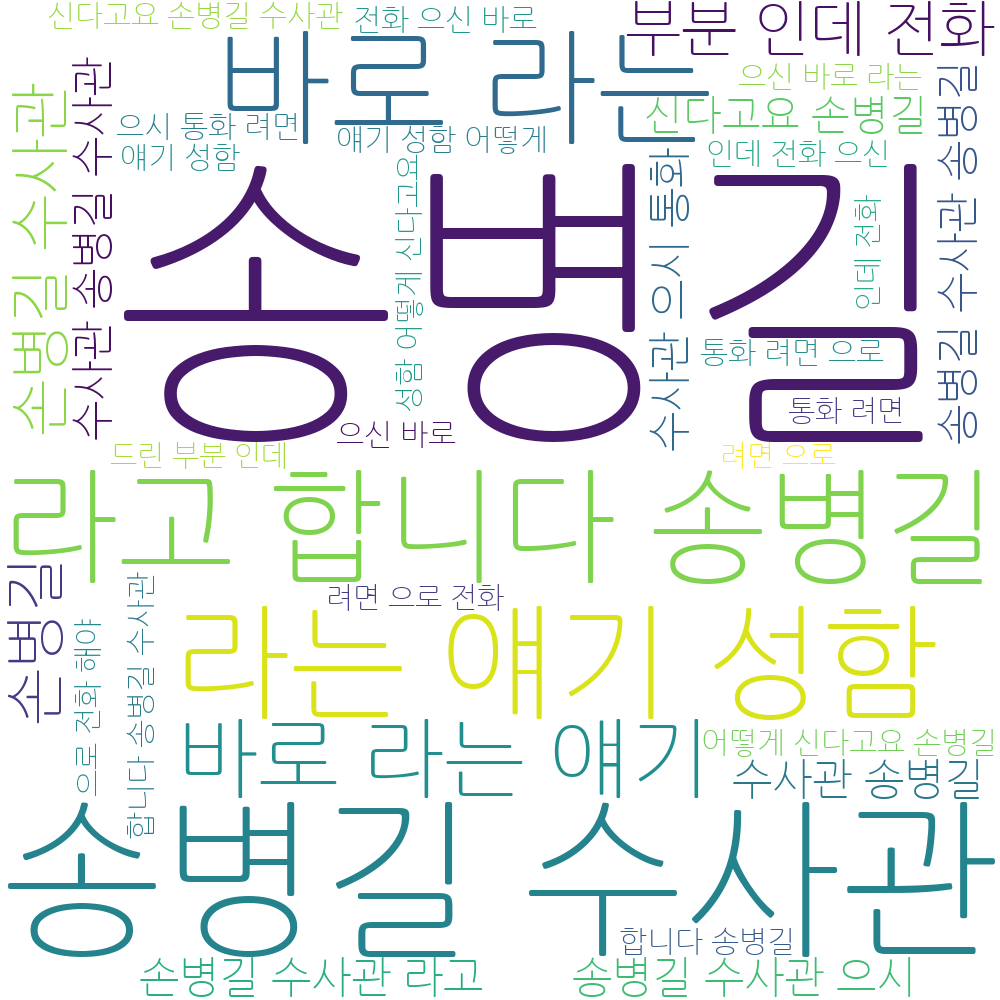 신다고요 손병길 수사관
전화 으신 바로
부분 인데 전화
바로 라는
으신 바로 라는
신다고요 손병길
으시 통화 려면
얘기 성함 어떻게
얘기 성함
인데 전화 으신
손병길 수사관
수사관 송병길 수사관
송병길
성함 어떻게 신다고요
수사관 으시 통화
인데 전화
송병길 수사관 송병길
통화 려면 으로
통화 려면
으신 바로
드린 부분 인데
려면 으로
라고 합니다 송병길
손병길
으로 전화 해야
합니다 송병길 수사관
려면 으로 전화
라는 얘기 성함
바로 라는 얘기
어떻게 신다고요 손병길
수사관 송병길
송병길 수사관
합니다 송병길
손병길 수사관 라고
송병길 수사관 으시